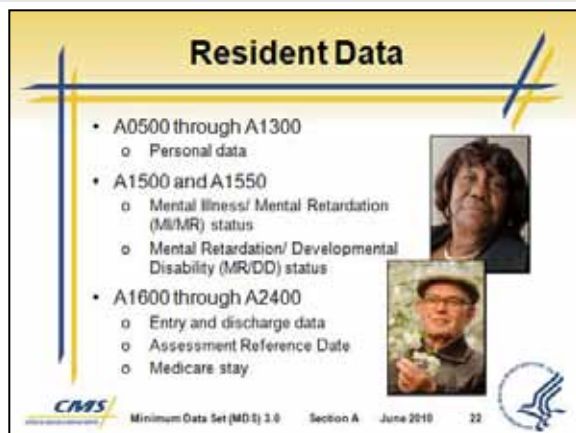 Resident Data
• A0500 through A1300
o Personal data
• A1500 and A1550
o Mental Illness/ Mental Retardation
(MI/MR) status
o Mental Retardation/ Developmental
Disability (MR/DD) status
• A1600 through A2400
o Entry and discharge data
o Assessment Reference Date
o Medicare stay
CMS
Minimum Data Set (MDS) 3.0 Section A June 2010 22